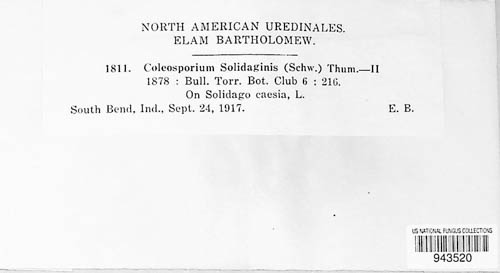 NORTH AMERICAN UREDINALES.
ELAM BARTHOLOMEW.
1811. Coleosporium Solidaginis (Schw.) Thum.—II
1878 : Bull. Torr. Bot. Club 6 : 216.
On Solidago caesia, L.
South Bend, Ind., Sept. 24, 1917. E. B.
US NATIONAL FUNGUS COLLECTIONS
943520